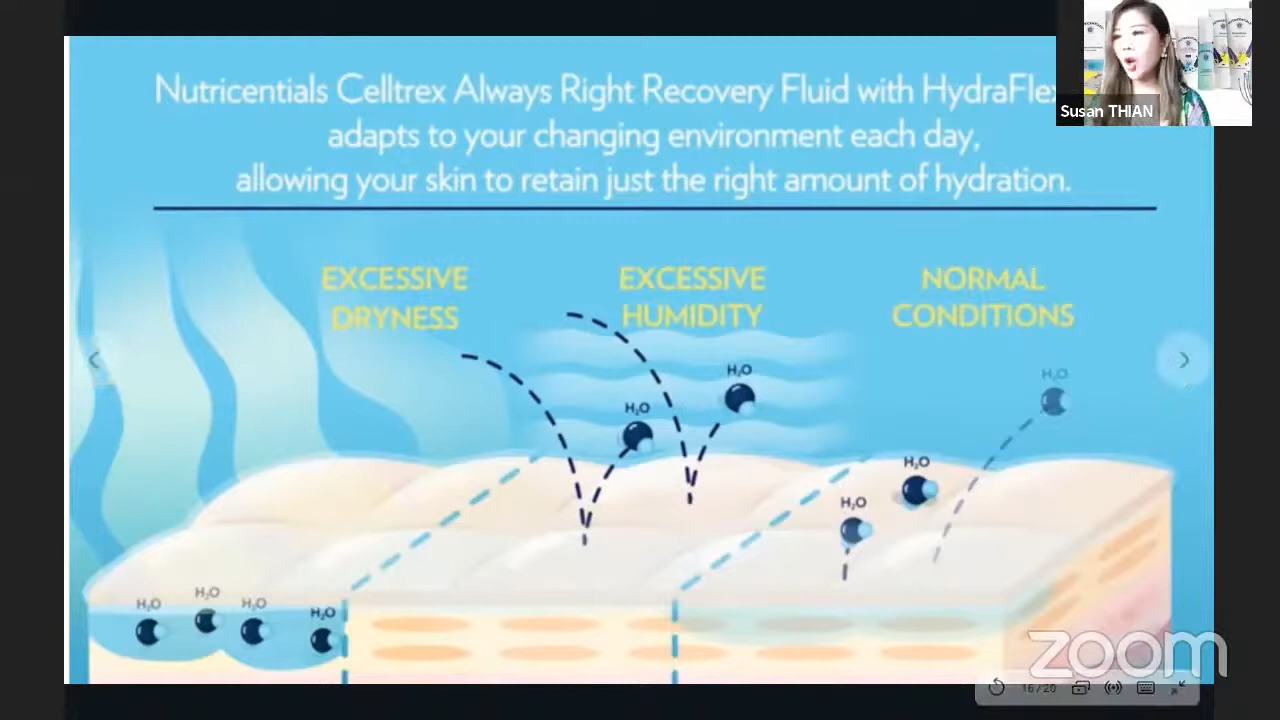 Nutricentials Celltrex Always Right Recovery Fluid with HydraFle
adapts to your changing environment each day,
allowing your skin to retain just the right amount of hydration.
Susan THIAN
EXCESSIVE
DRYNESS
EXCESSIVE
HUMIDITY
NORMAL
CONDITIONS
H₂O
H₂O
H₂O
H₂O
H₂O
H₂O
H₂O
H₂O
H₂O
zoom
16/20